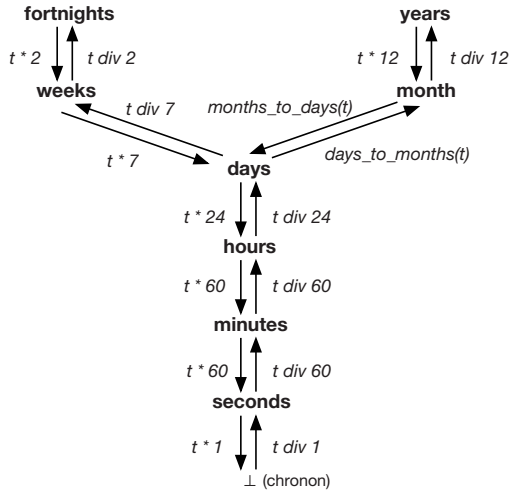 fortnights years
t * 2 t div 2 t * 12 t div 12
weeks month
t div 7 months_to_days(t)
t * 7 days_to_months(t)
days
t * 24 t div 24
hours
t * 60 t div 60
minutes
t * 60 t div 60
seconds
t * 1 t div 1
⊥ (chronon)